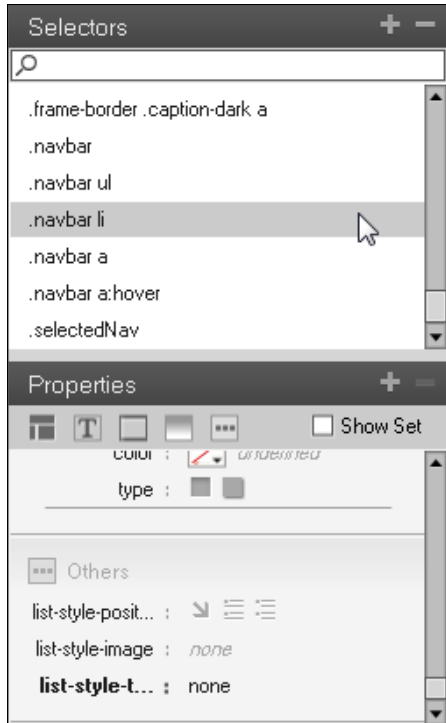 Selectors
.frame-border .caption-dark a
.navbar
.navbar ul
.navbar li
.navbar a
.navbar a:hover
.selectedNav
Properties
T
Show Set
color : undefined
type :
Others
list-style-posit... :
list-style-image : none
list-style-t... : none